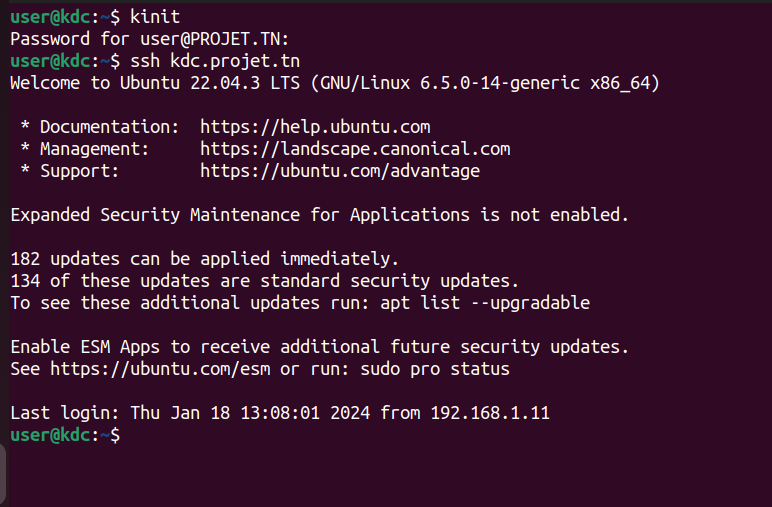 user@kdc:~$ kinit
Password for user@PROJET.TN:
user@kdc:~$ ssh kdc.projet.tn
Welcome to Ubuntu 22.04.3 LTS (GNU/Linux 6.5.0-14-generic x86_64)

 * Documentation:  https://help.ubuntu.com
 * Management:     https://landscape.canonical.com
 * Support:        https://ubuntu.com/advantage

Expanded Security Maintenance for Applications is not enabled.

182 updates can be applied immediately.
134 of these updates are standard security updates.
To see these additional updates run: apt list --upgradable

Enable ESM Apps to receive additional future security updates.
See https://ubuntu.com/esm or run: sudo pro status

Last login: Thu Jan 18 13:08:01 2024 from 192.168.1.11
user@kdc:~$